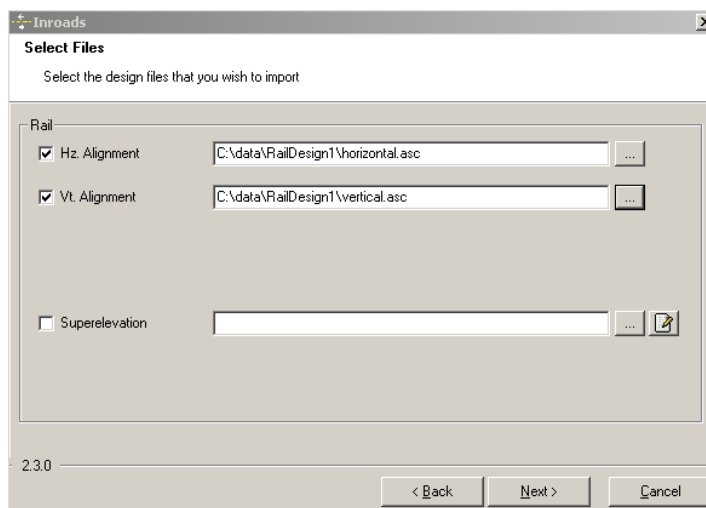 Inroads
Select Files
Select the design files that you wish to import
Rail
Hz. Alignment C:\data\RailDesign1\horizontal.asc ...
Vt. Alignment C:\data\RailDesign1\vertical.asc ...
Superelevation ...
2.3.0
< Back Next > Cancel